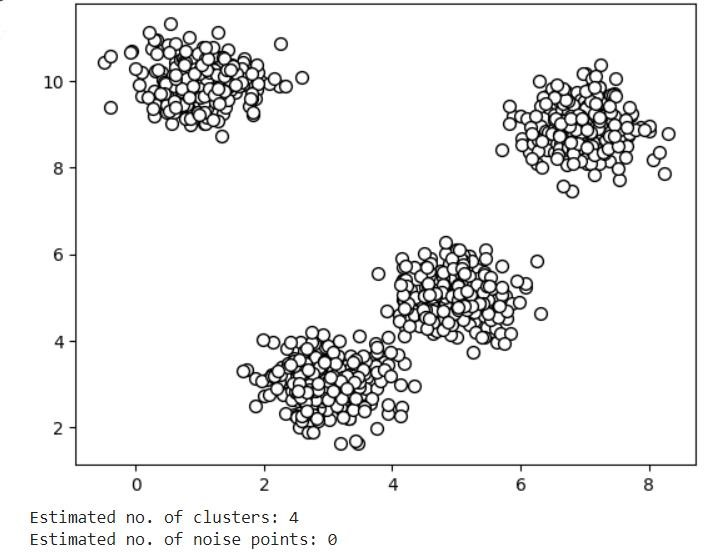 10
8
6
4
2
0 2 4 6 8
Estimated no. of clusters: 4
Estimated no. of noise points: 0